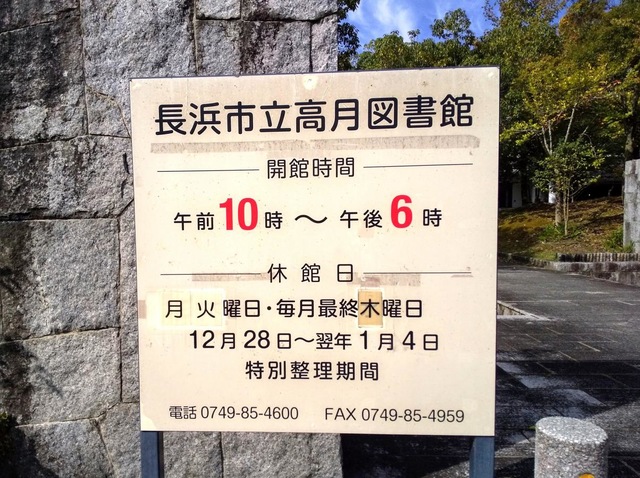 長浜市立高月図書館
開館時間
午前10時〜午後6時
休館日
月火曜日・毎月最終木曜日
12月28日〜翌年1月4日
特別整理期間
電話 0749-85-4600 FAX 0749-85-4959